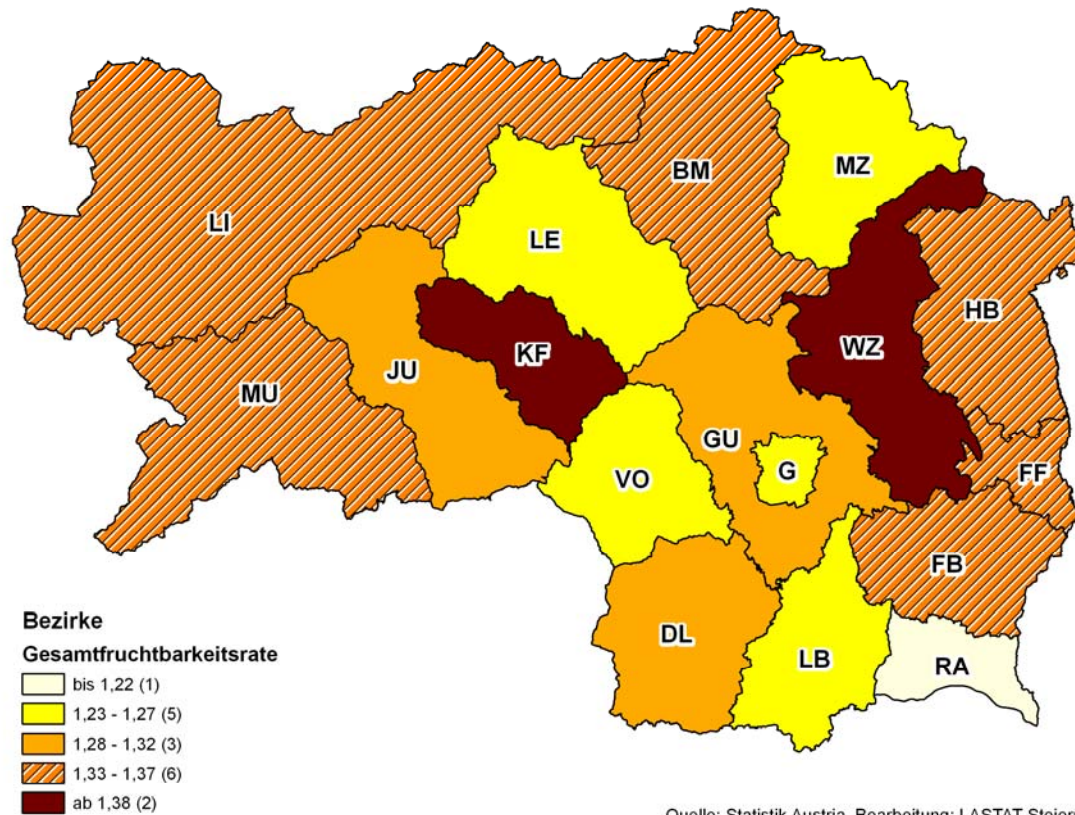 BM
MZ
LI
LE
HB
KF
WZ
JU
MU
GU
G
VO
FF
FB
DL
LB
RA
Bezirke
Gesamtfruchtbarkeitsrate
bis 1,22 (1)
1,23 - 1,27 (5)
1,28 - 1,32 (3)
1,33 - 1,37 (6)
ab 1,38 (2)
Quelle: Statistik Austria, Bearbeitung: LASTAT